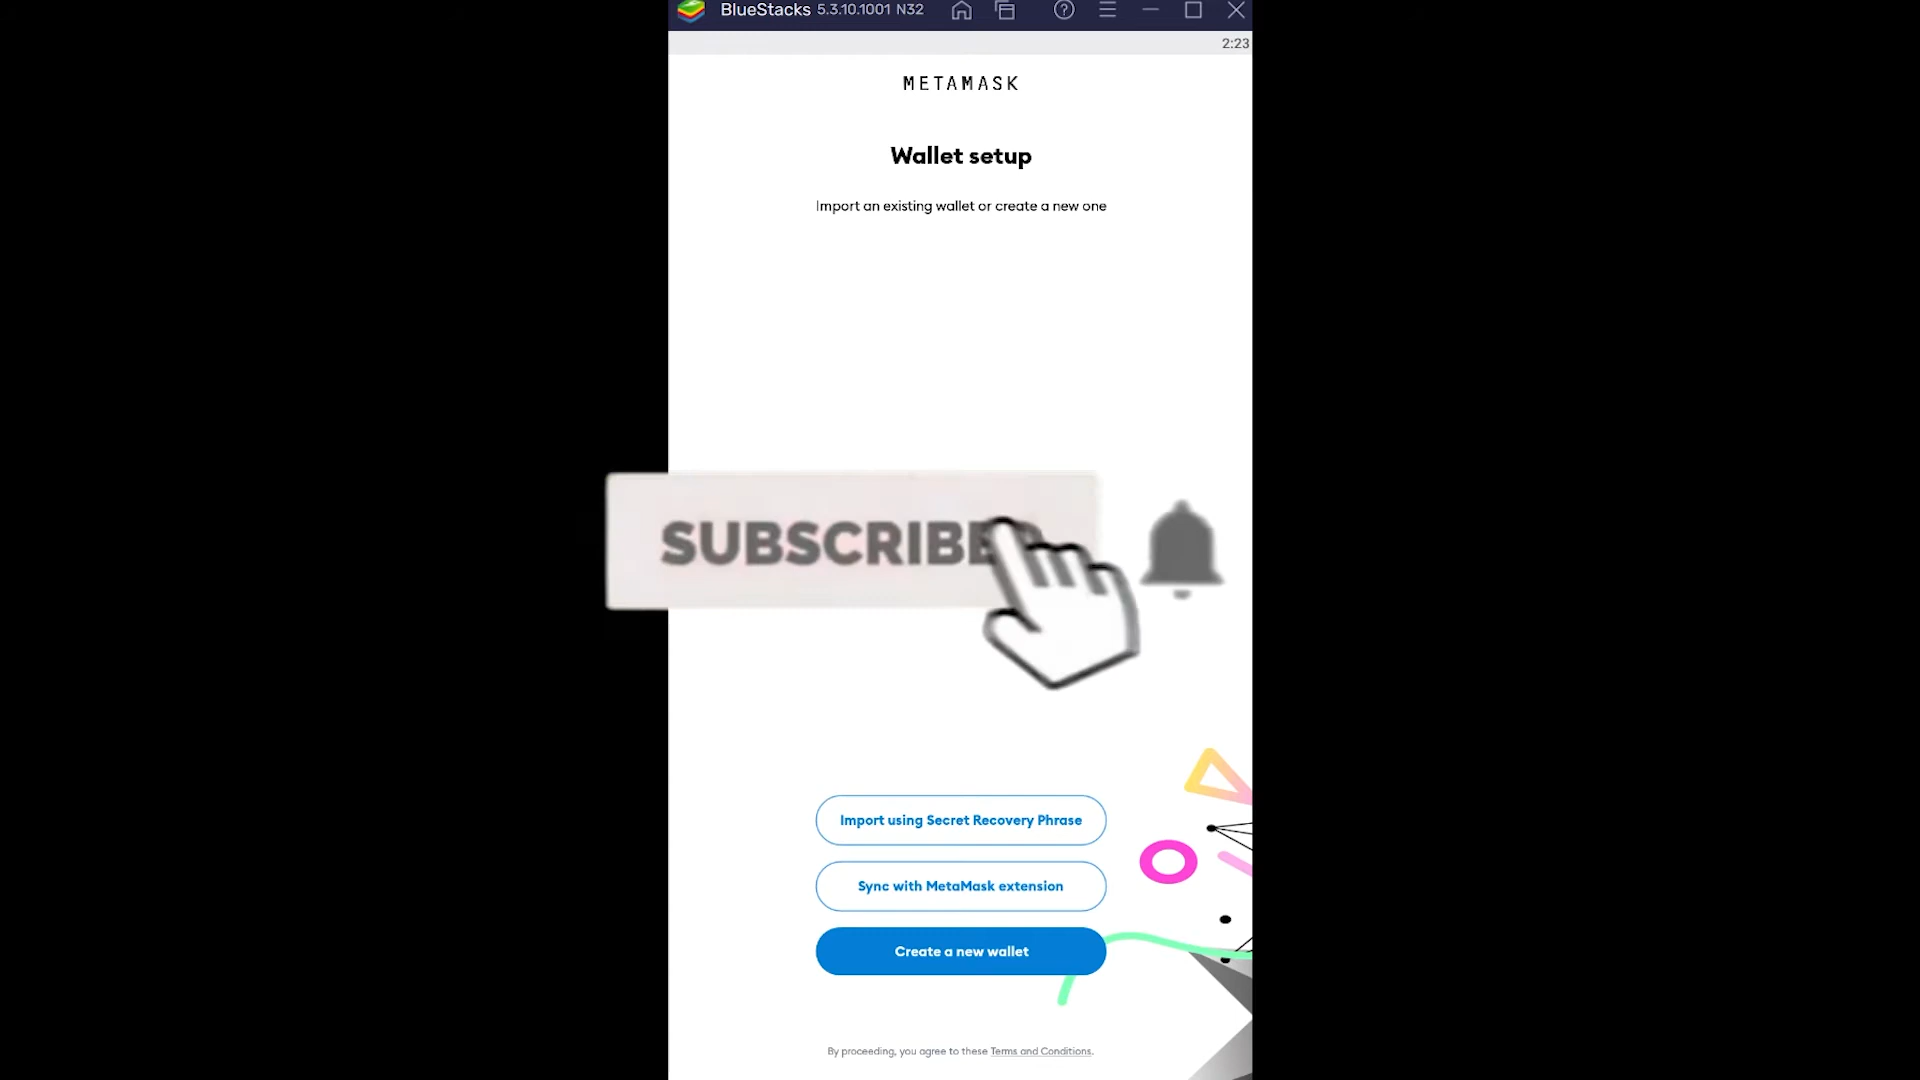 BlueStacks 5.3.10.1001 N32
2:23
METAMASK
Wallet setup
Import an existing wallet or create a new one
SUBSCRIBED
Import using Secret Recovery Phrase
Sync with MetaMask extension
Create a new wallet
By proceeding, you agree to these Terms and Conditions.